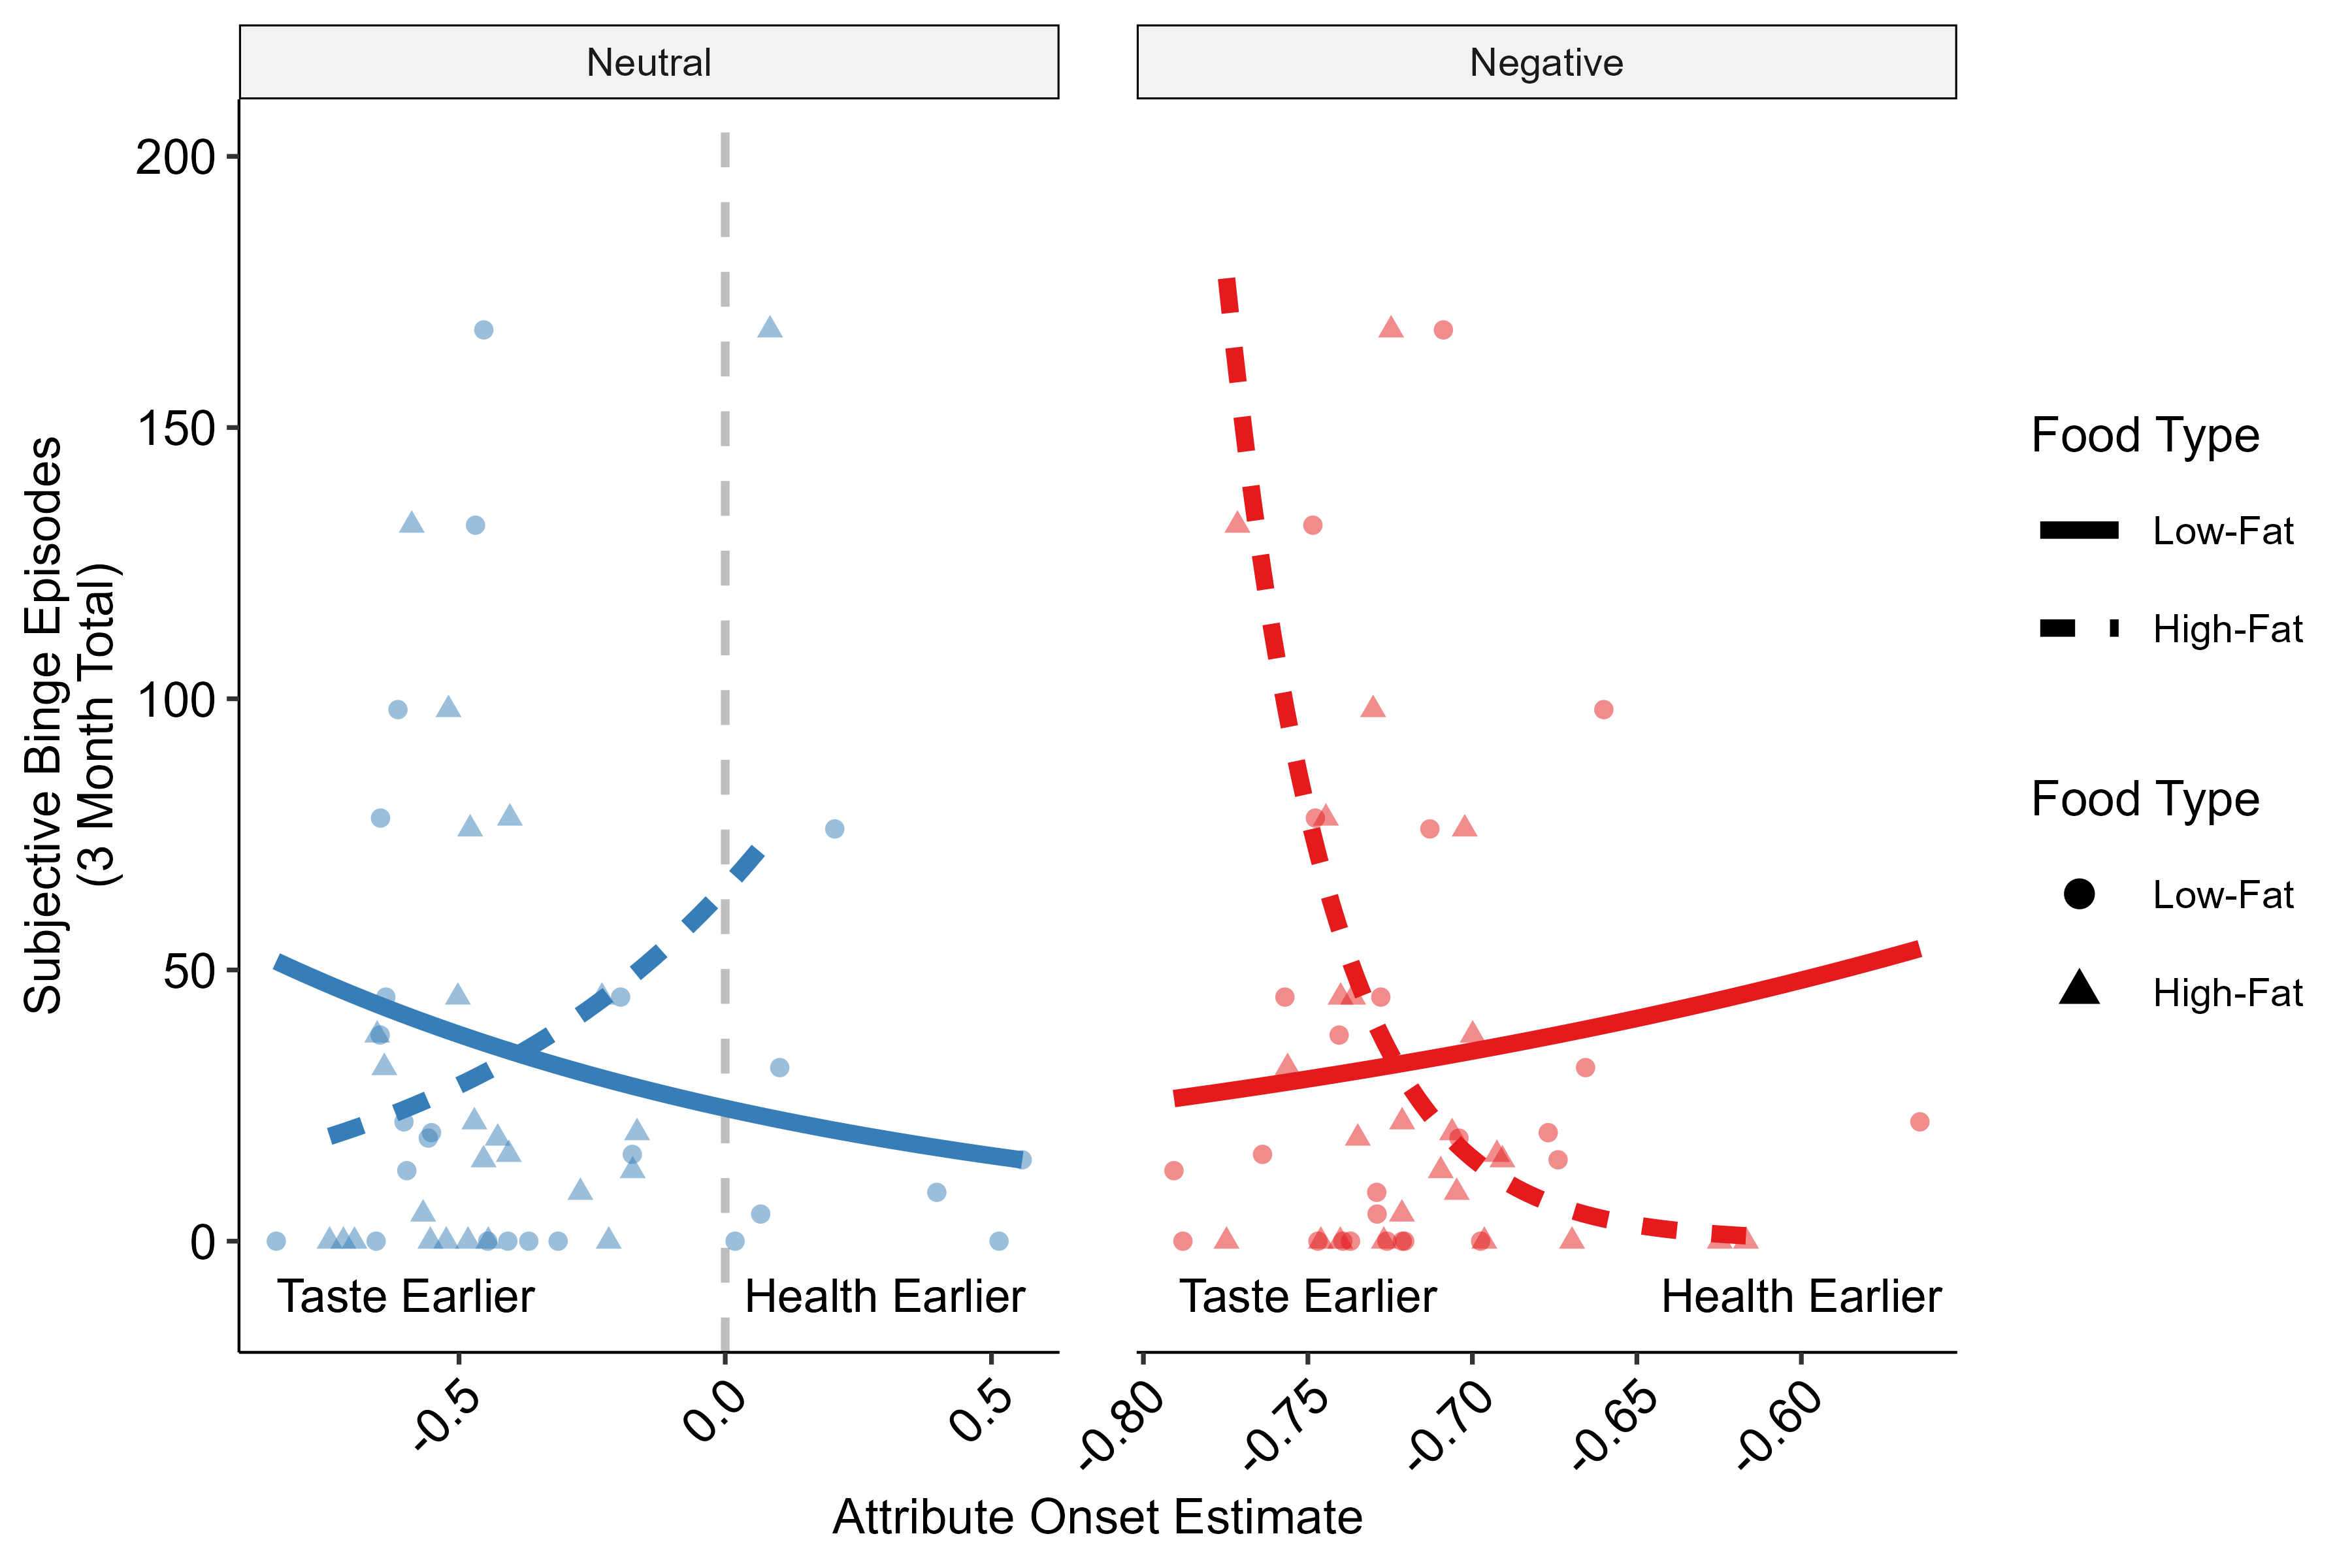 Neutral
Negative
200
150
100
50
0
Subjective Binge Episodes
(3 Month Total)
Taste Earlier
Health Earlier
Taste Earlier
Health Earlier
-0.5
0.0
0.5
-0.80
-0.75
-0.70
-0.65
-0.60
Attribute Onset Estimate
Food Type
Low-Fat
High-Fat
Food Type
Low-Fat
High-Fat